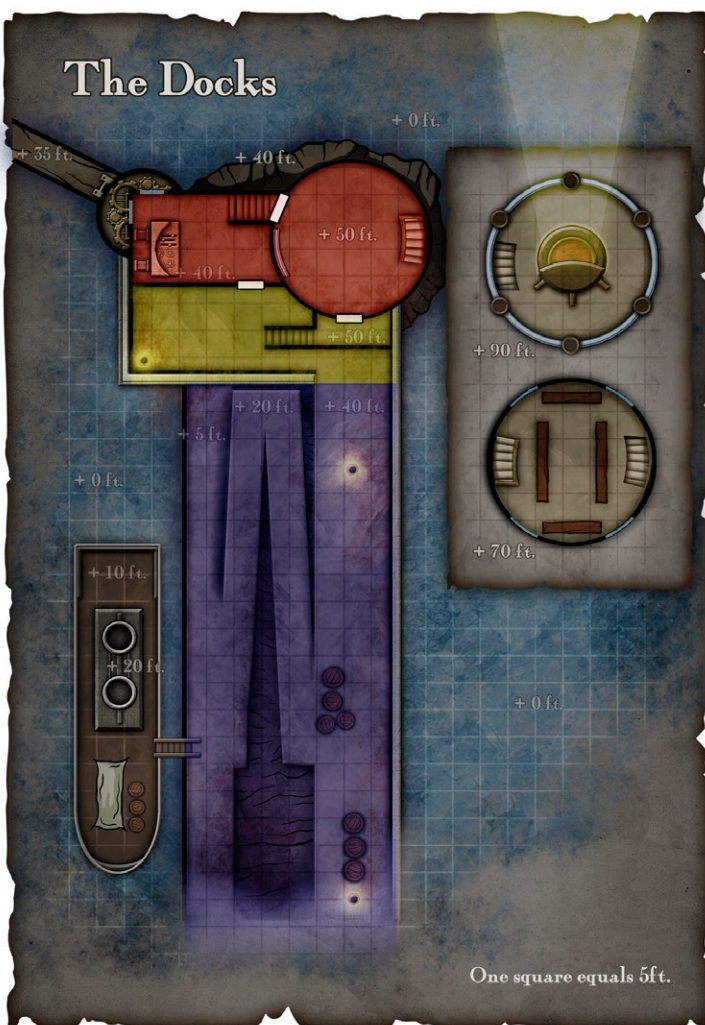 The Docks
+ 0 ft.
+ 35 ft.
+ 40 ft.
+ 50 ft.
+ 40 ft.
+ 50 ft.
+ 90 ft.
+ 20 ft.
+ 40 ft.
+ 5 ft.
+ 0 ft.
+ 70 ft.
+ 10 ft.
+ 20 ft.
+ 0 ft.
One square equals 5ft.